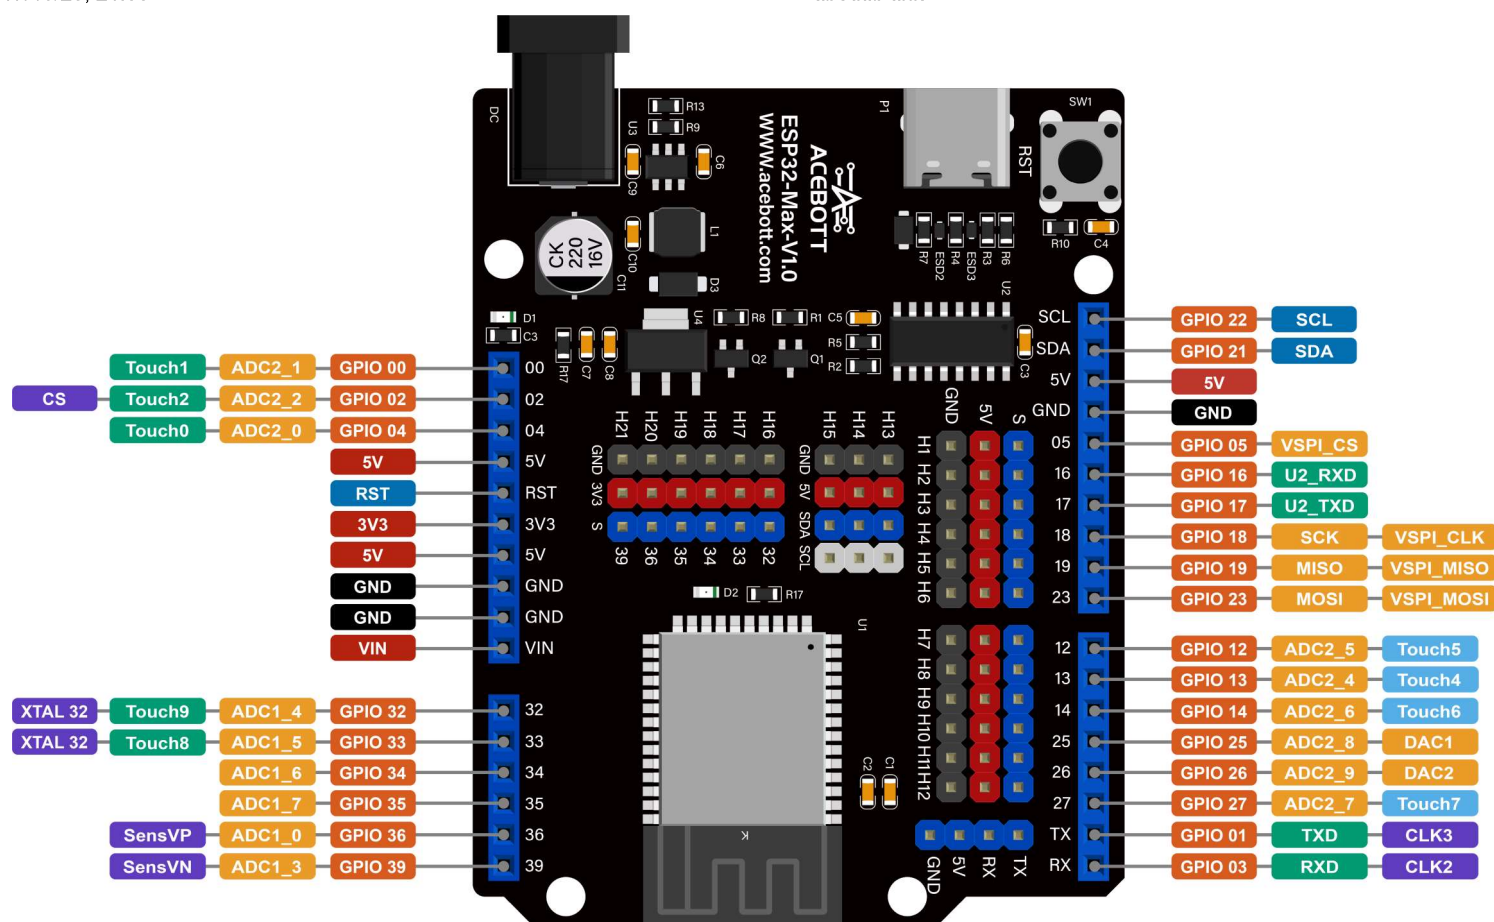 DC
R13
R9
U3
C6
C9
C10
L1
CK
220
16V
C11
D3
ACEBOTT
ESP32-Max-V1.0
WWW.acebott.com
P1
SW1
RST
R10
C4
R7
ESD2
R4
ESD3
R3
R6
U2
D1
C3
U4
R8
R1
C5
R5
R2
R17
C7
C8
Q2
Q1
C3
Touch1 ADC2_1 GPIO 00 00
CS Touch2 ADC2_2 GPIO 02 02
Touch0 ADC2_0 GPIO 04 04
5V 5V
RST RST
3V3 3V3
5V 5V
GND GND
GND GND
VIN VIN
XTAL 32 Touch9 ADC1_4 GPIO 32 32
XTAL 32 Touch8 ADC1_5 GPIO 33 33
ADC1_6 GPIO 34 34
ADC1_7 GPIO 35 35
SensVP ADC1_0 GPIO 36 36
SensVN ADC1_3 GPIO 39 39
H21 H20 H19 H18 H17 H16
GND
3V3
S
39 36 35 34 33 32
H15 H14 H13
GND
5V
SDA
SCL
D2
R17
U1
C2
C1
K
GND 5V S
H1
H2
H3
H4
H5
H6
H7
H8
H9
H10
H11
H12
GND 5V RX TX
SCL GPIO 22 SCL
SDA GPIO 21 SDA
5V 5V
GND GND
05 GPIO 05 VSPI_CS
16 GPIO 16 U2_RXD
17 GPIO 17 U2_TXD
18 GPIO 18 SCK VSPI_CLK
19 GPIO 19 MISO VSPI_MISO
23 GPIO 23 MOSI VSPI_MOSI
12 GPIO 12 ADC2_5 Touch5
13 GPIO 13 ADC2_4 Touch4
14 GPIO 14 ADC2_6 Touch6
25 GPIO 25 ADC2_8 DAC1
26 GPIO 26 ADC2_9 DAC2
27 GPIO 27 ADC2_7 Touch7
TX GPIO 01 TXD CLK3
RX GPIO 03 RXD CLK2